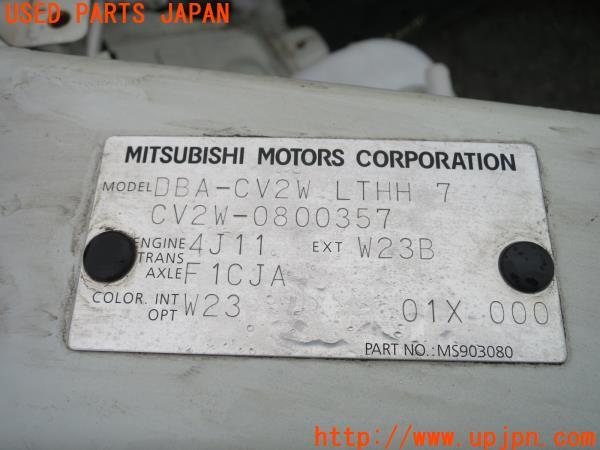 USED PARTS JAPAN
MITSUBISHI MOTORS CORPORATION
MODEL DBA-CV2W LTHH 7
CV2W-0800357
ENGINE 4J11 EXT W23B
TRANS
AXLE F1CJA
COLOR. INT W23 01X 000
OPT
PART NO.: MS903080
http://www.upjpn.com/